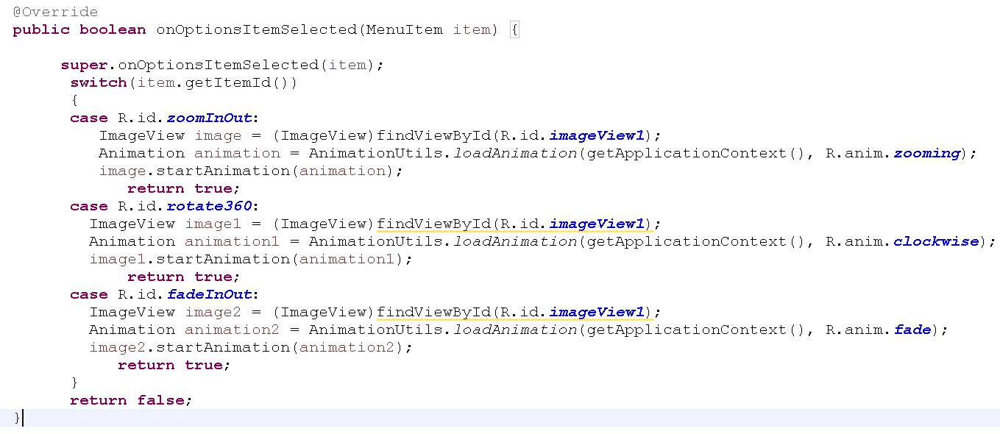 @Override
public boolean onOptionsItemSelected(MenuItem item) {
super.onOptionsItemSelected(item);
switch(item.getItemId())
{
case R.id.zoomInOut:
ImageView image = (ImageView)findViewById(R.id.imageView1);
Animation animation = AnimationUtils.loadAnimation(getApplicationContext(), R.anim.zooming);
image.startAnimation(animation);
return true;
case R.id.rotate360:
ImageView image1 = (ImageView)findViewById(R.id.imageView1);
Animation animation1 = AnimationUtils.loadAnimation(getApplicationContext(), R.anim.clockwise);
image1.startAnimation(animation1);
return true;
case R.id.fadeInOut:
ImageView image2 = (ImageView)findViewById(R.id.imageView1);
Animation animation2 = AnimationUtils.loadAnimation(getApplicationContext(), R.anim.fade);
image2.startAnimation(animation2);
return true;
}
return false;
}